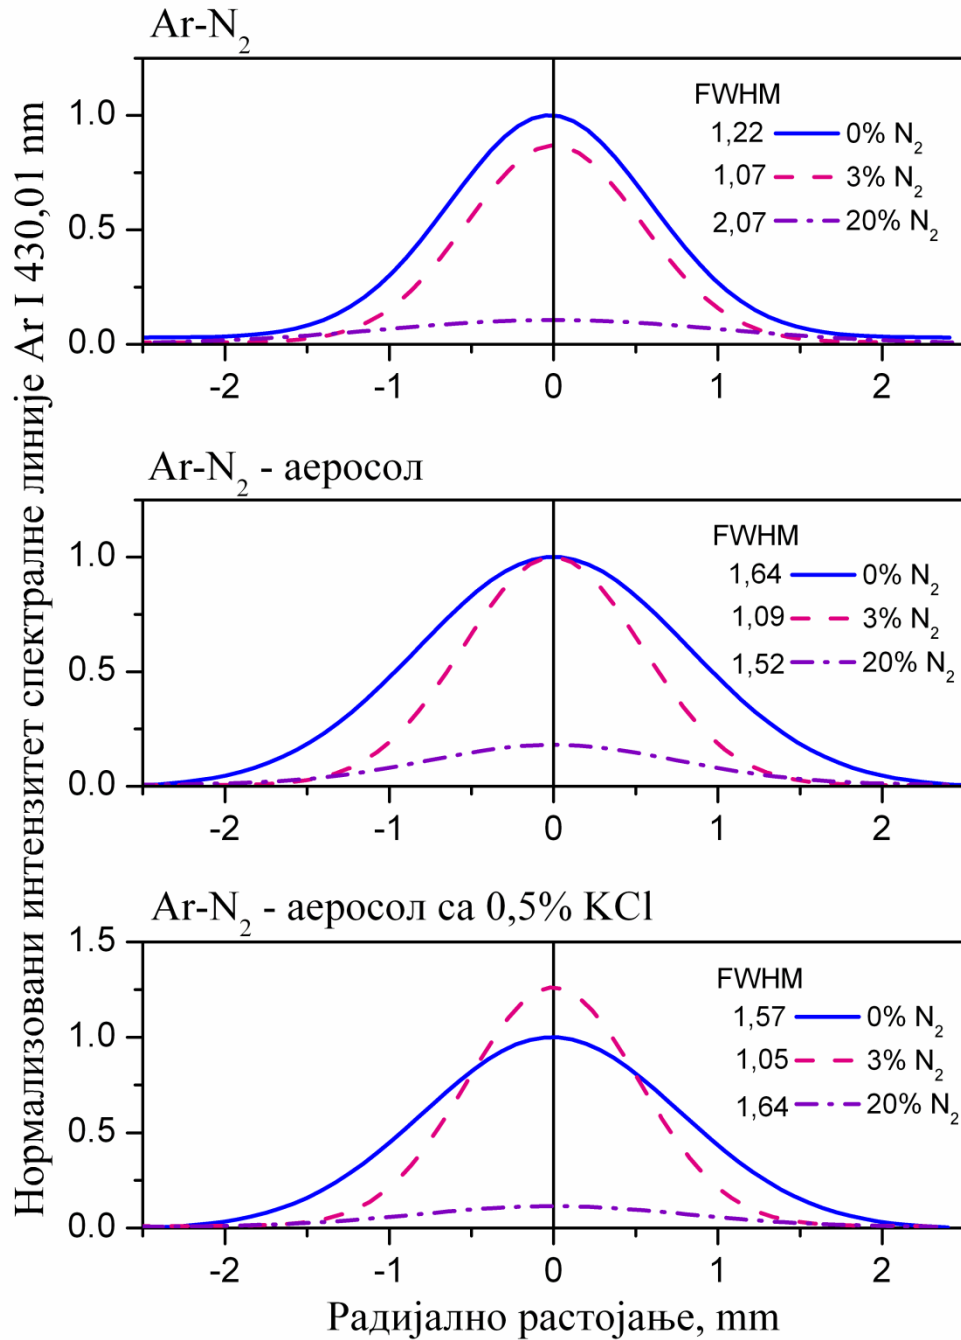 Нормализовани интензитет спектралне линије Ar I 430,01 nm
Ar-N₂
FWHM
1,22 0% N₂
1,07 3% N₂
2,07 20% N₂
1.0
0.5
0.0
-2 -1 0 1 2
Ar-N₂ - аеросол
FWHM
1,64 0% N₂
1,09 3% N₂
1,52 20% N₂
1.0
0.5
0.0
-2 -1 0 1 2
Ar-N₂ - аеросол са 0,5% KCl
FWHM
1,57 0% N₂
1,05 3% N₂
1,64 20% N₂
1.5
1.0
0.5
0.0
-2 -1 0 1 2
Радијално растојање, mm